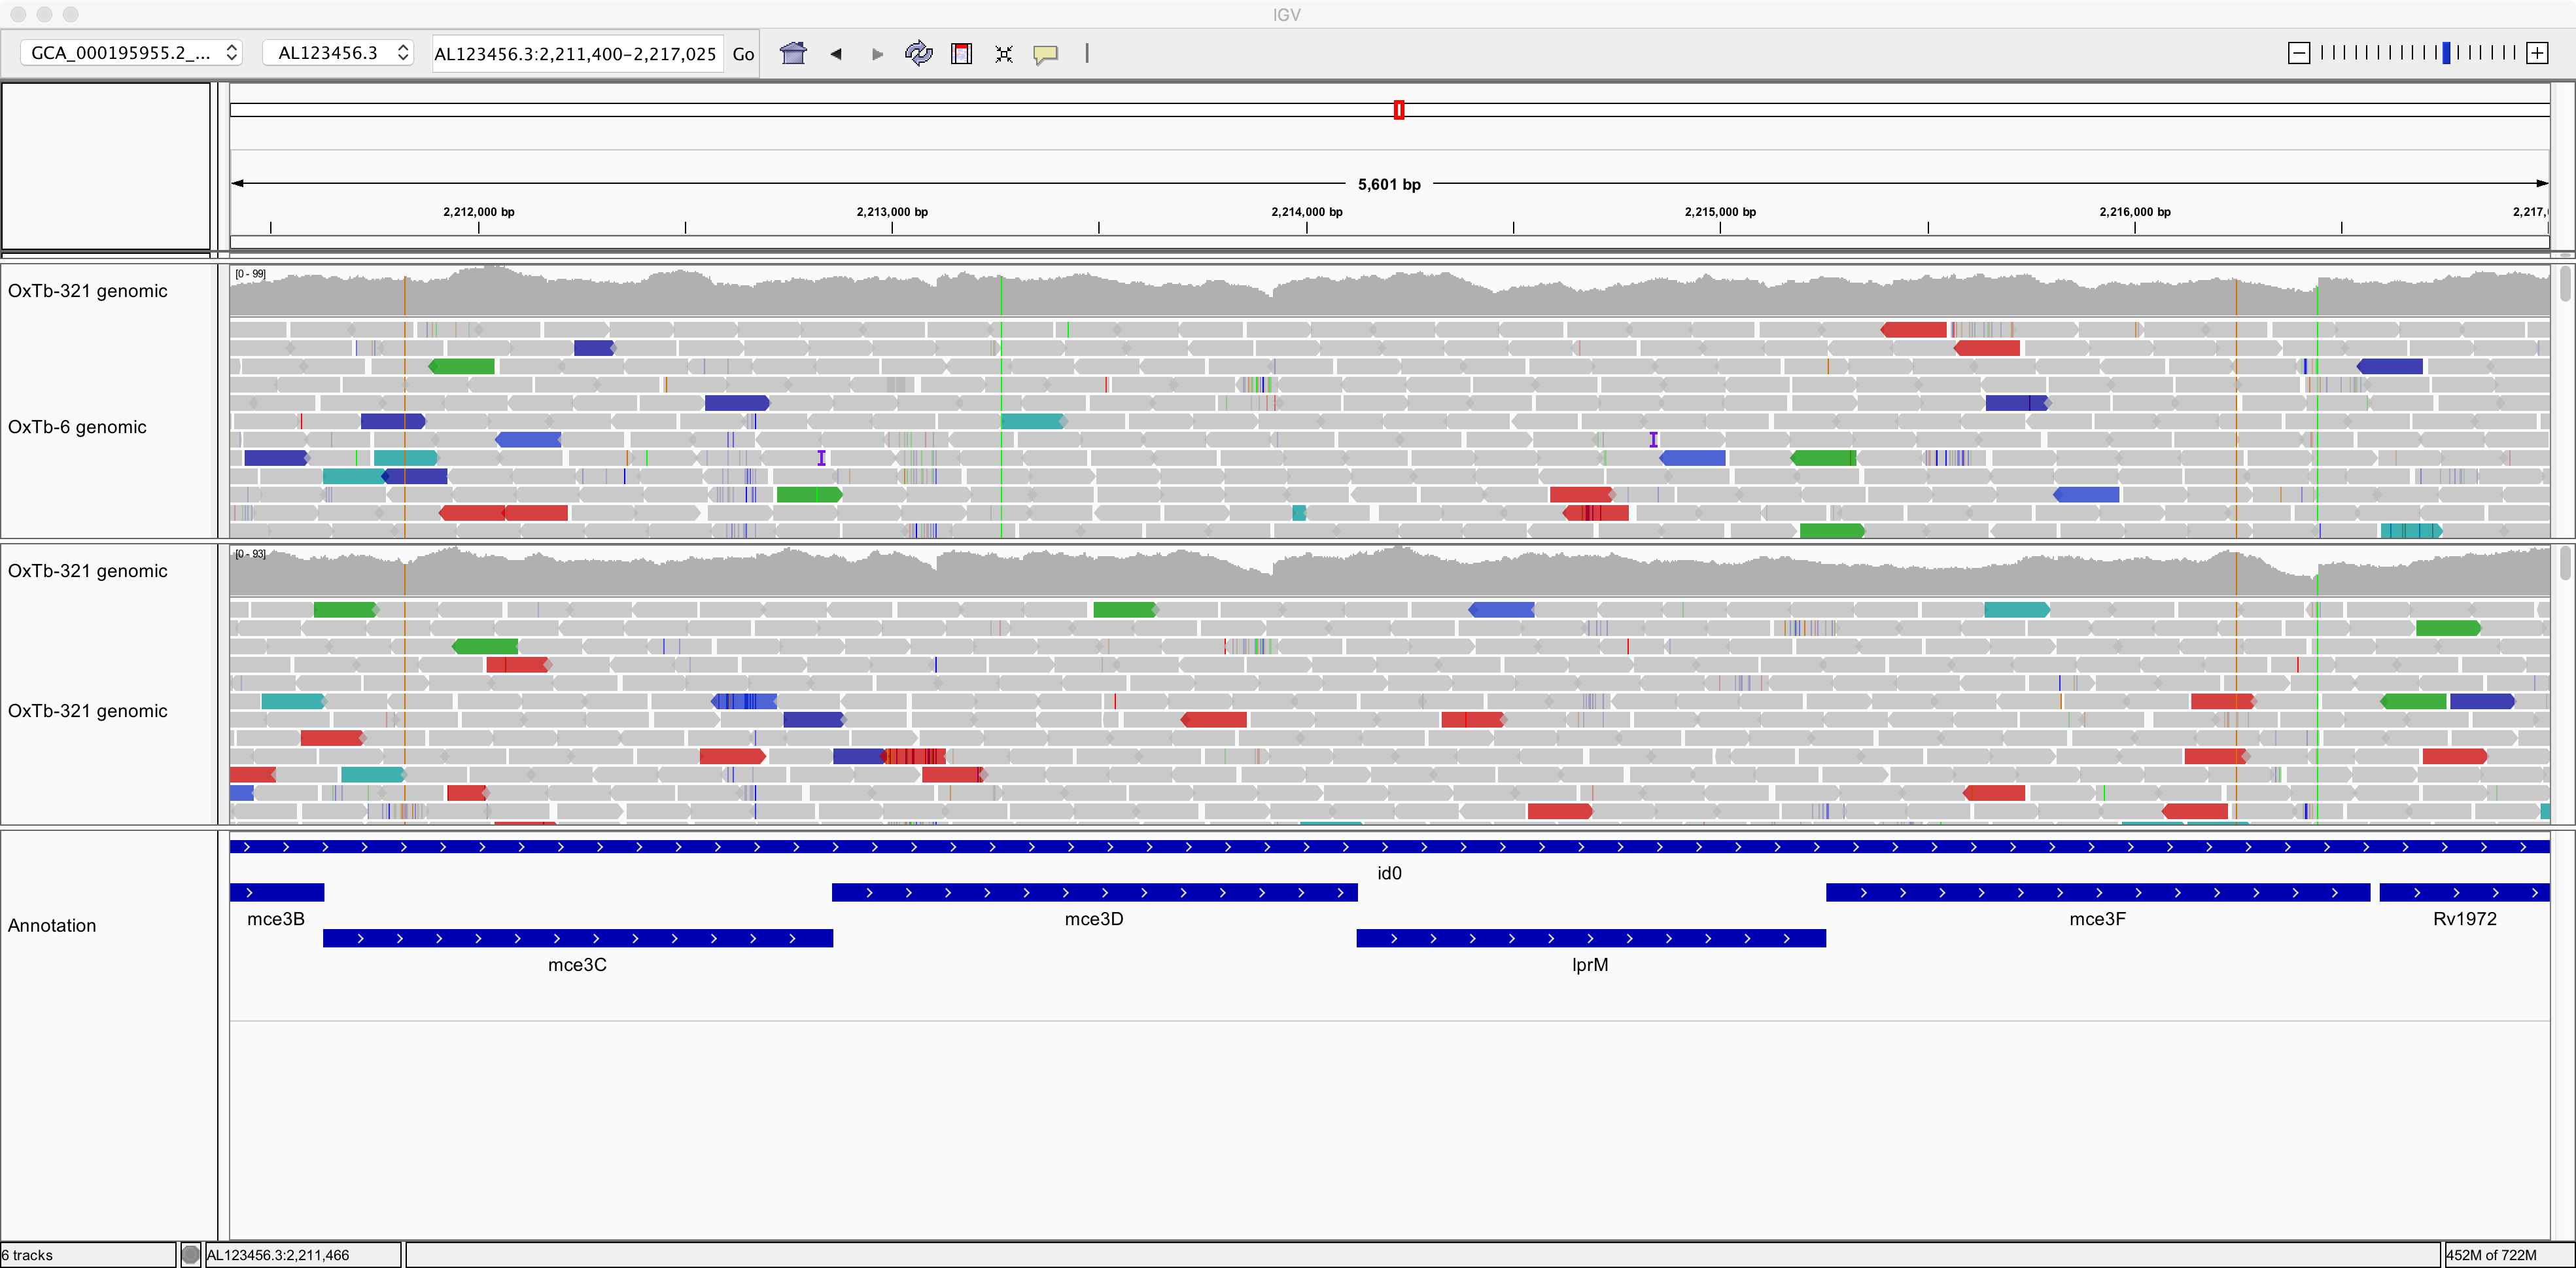 IGV
GCA_000195955.2_... AL123456.3 AL123456.3:2,211,400-2,217,025 Go
5,601 bp
2,212,000 bp 2,213,000 bp 2,214,000 bp 2,215,000 bp 2,216,000 bp 2,217,
[0 - 99]
OxTb-321 genomic
OxTb-6 genomic
[0 - 93]
OxTb-321 genomic
OxTb-321 genomic
id0
mce3B mce3D mce3F Rv1972
Annotation
mce3C lprM
6 tracks AL123456.3:2,211,466 452M of 722M